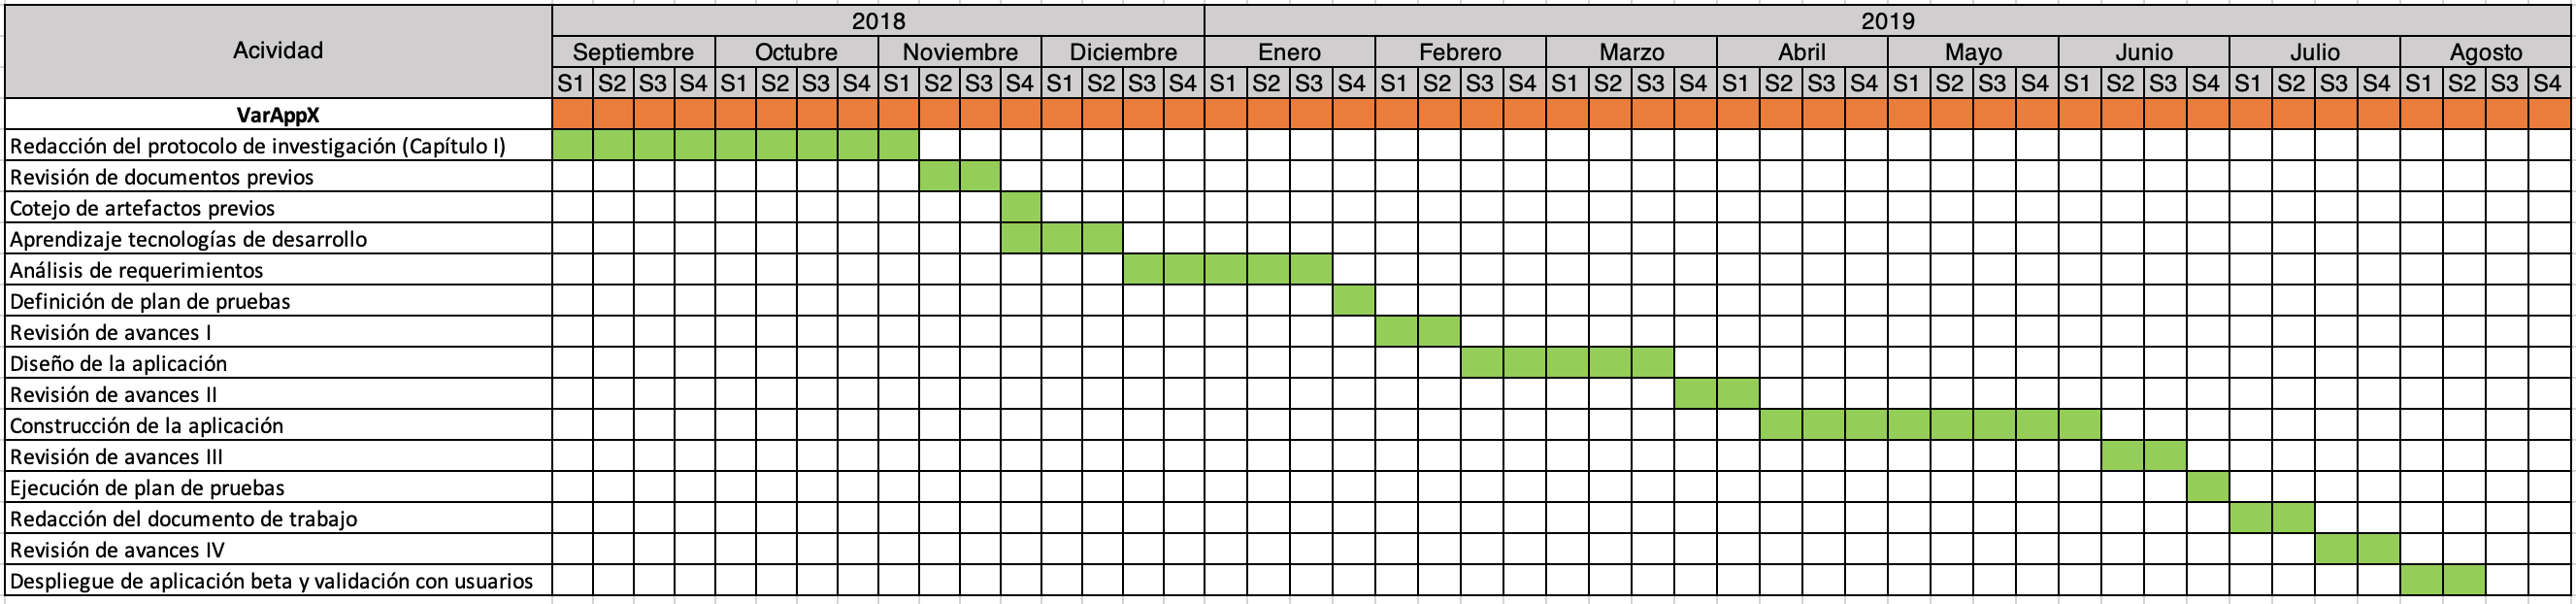 2018 2019
Acividad
Septiembre Octubre Noviembre Diciembre Enero Febrero Marzo Abril Mayo Junio Julio Agosto
S1 S2 S3 S4 S1 S2 S3 S4 S1 S2 S3 S4 S1 S2 S3 S4 S1 S2 S3 S4 S1 S2 S3 S4 S1 S2 S3 S4 S1 S2 S3 S4 S1 S2 S3 S4 S1 S2 S3 S4 S1 S2 S3 S4 S1 S2 S3 S4
VarAppX
Redacción del protocolo de investigación (Capítulo I)
Revisión de documentos previos
Cotejo de artefactos previos
Aprendizaje tecnologías de desarrollo
Análisis de requerimientos
Definición de plan de pruebas
Revisión de avances I
Diseño de la aplicación
Revisión de avances II
Construcción de la aplicación
Revisión de avances III
Ejecución de plan de pruebas
Redacción del documento de trabajo
Revisión de avances IV
Despliegue de aplicación beta y validación con usuarios